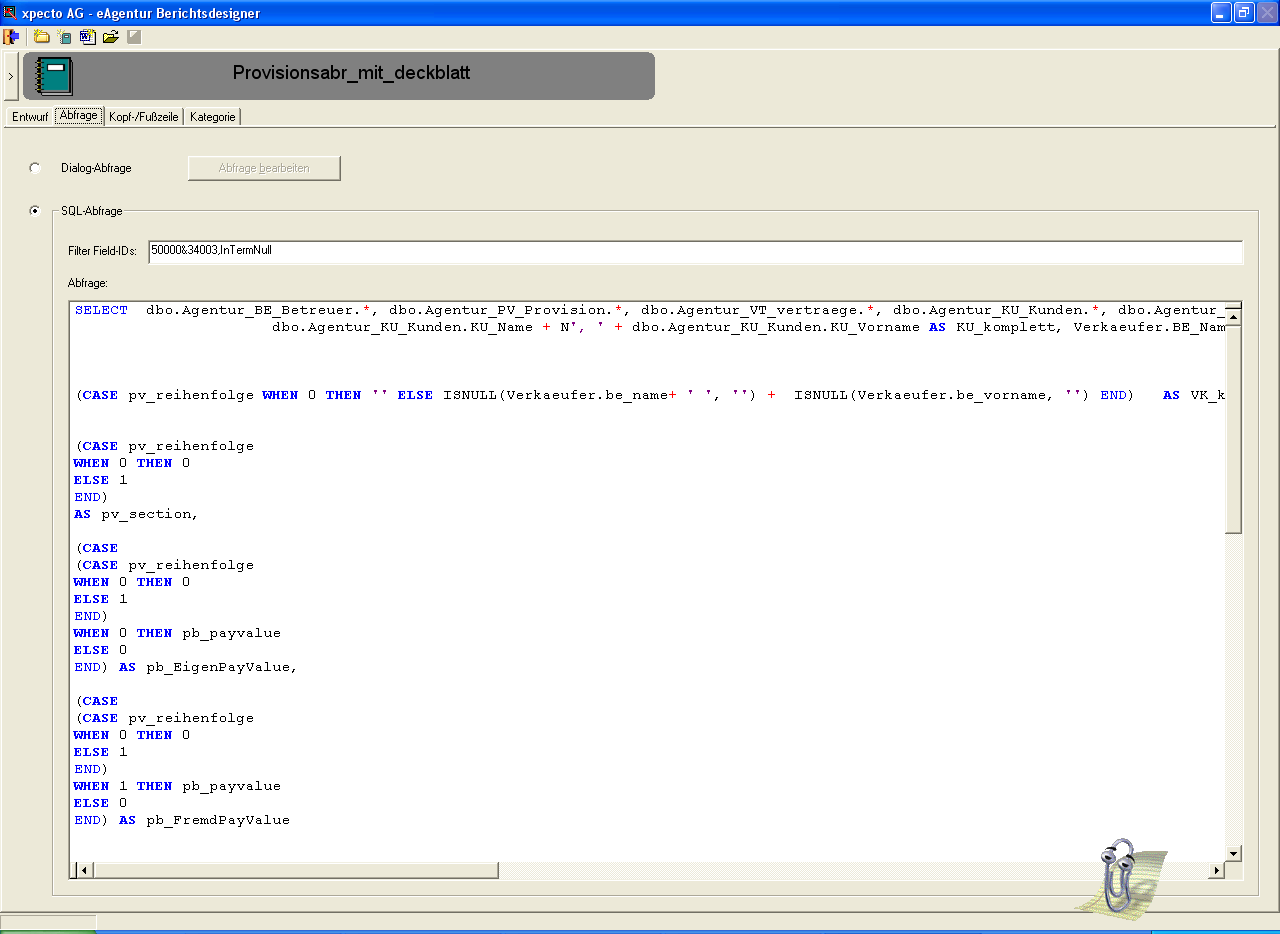 xpecto AG - eAgentur Berichtsdesigner
Provisionsabr_mit_deckblatt
Entwurf Abfrage Kopf-/Fußzeile Kategorie
Dialog-Abfrage Abfrage bearbeiten
SQL-Abfrage
Filter Field-IDs: 50000&34003,InTermNull
Abfrage:
SELECT dbo.Agentur_BE_Betreuer.*, dbo.Agentur_PV_Provision.*, dbo.Agentur_VT_vertraege.*, dbo.Agentur_KU_Kunden.*, dbo.Agentur_
dbo.Agentur_KU_Kunden.KU_Name + N', ' + dbo.Agentur_KU_Kunden.KU_Vorname AS KU_komplett, Verkaeufer.BE_Nam
(CASE pv_reihenfolge WHEN 0 THEN '' ELSE ISNULL(Verkaeufer.be_name+ ' ', '') + ISNULL(Verkaeufer.be_vorname, '') END) AS VK_k
(CASE pv_reihenfolge
WHEN 0 THEN 0
ELSE 1
END)
AS pv_section,
(CASE
(CASE pv_reihenfolge
WHEN 0 THEN 0
ELSE 1
END)
WHEN 0 THEN pb_payvalue
ELSE 0
END) AS pb_EigenPayValue,
(CASE
(CASE pv_reihenfolge
WHEN 0 THEN 0
ELSE 1
END)
WHEN 1 THEN pb_payvalue
ELSE 0
END) AS pb_FremdPayValue